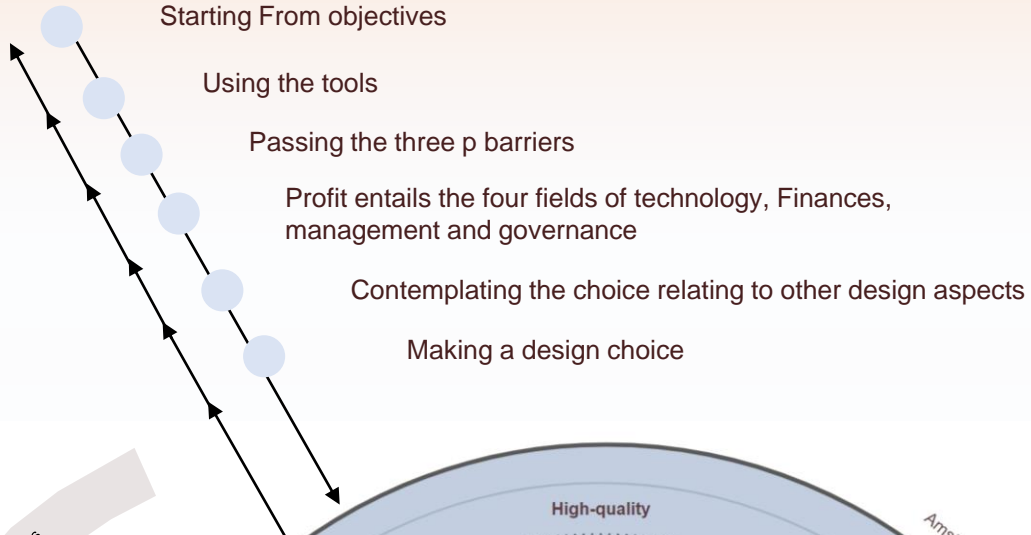 Starting From objectives
Using the tools
Passing the three p barriers
Profit entails the four fields of technology, Finances,
management and governance
Contemplating the choice relating to other design aspects
Making a design choice
High-quality